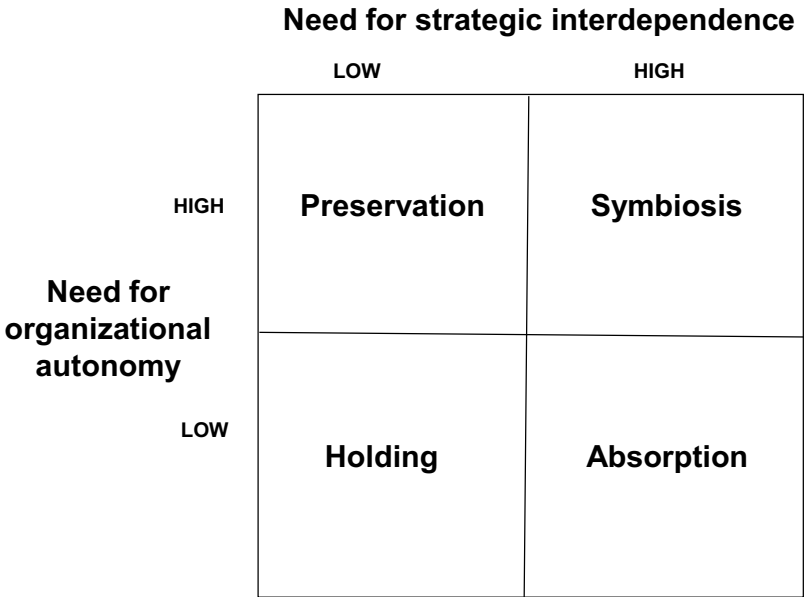 Need for strategic interdependence
LOW HIGH
HIGH Preservation Symbiosis
Need for
organizational
autonomy
LOW
Holding Absorption